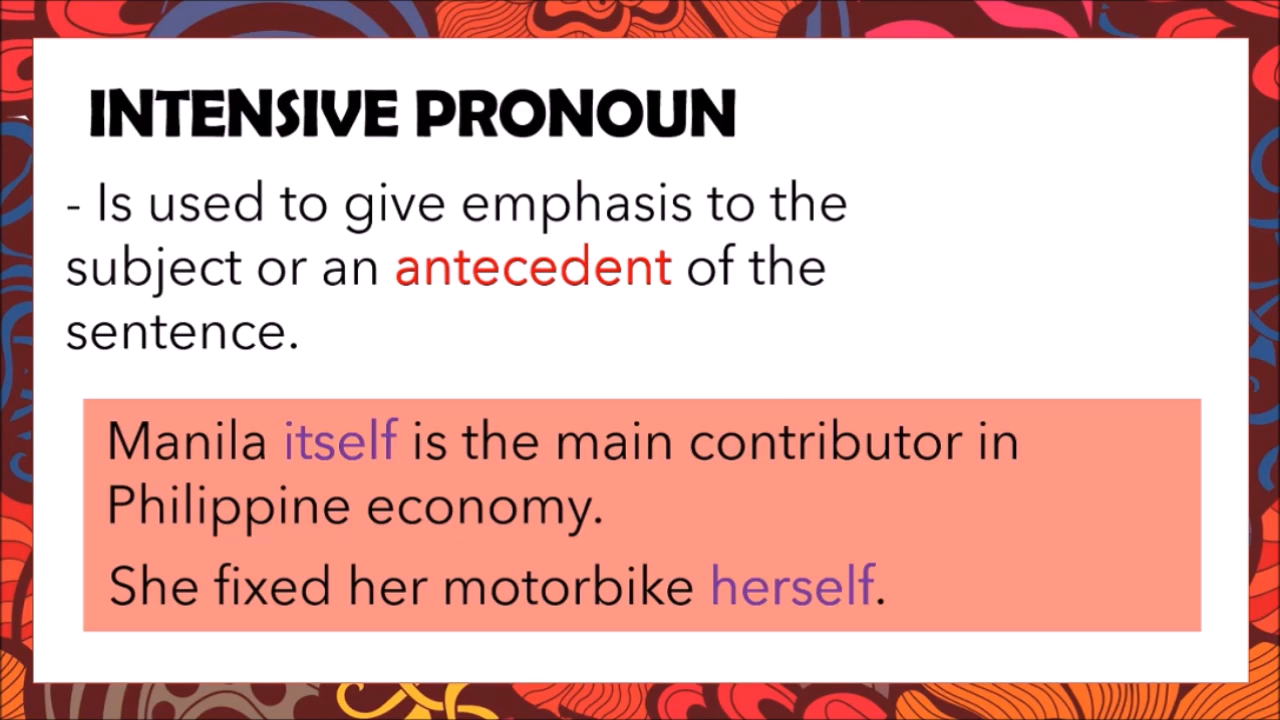 INTENSIVE PRONOUN
- Is used to give emphasis to the
subject or an antecedent of the
sentence.
Manila itself is the main contributor in
Philippine economy.
She fixed her motorbike herself.